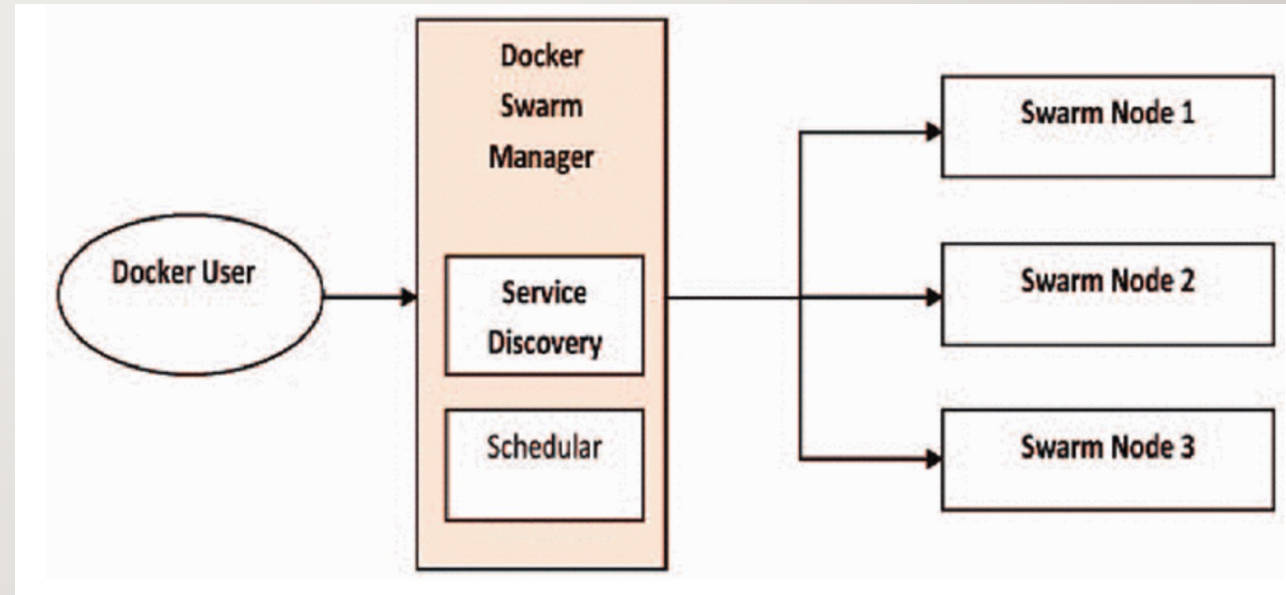 Docker User
Docker
Swarm
Manager
Service
Discovery
Schedular
Swarm Node 1
Swarm Node 2
Swarm Node 3